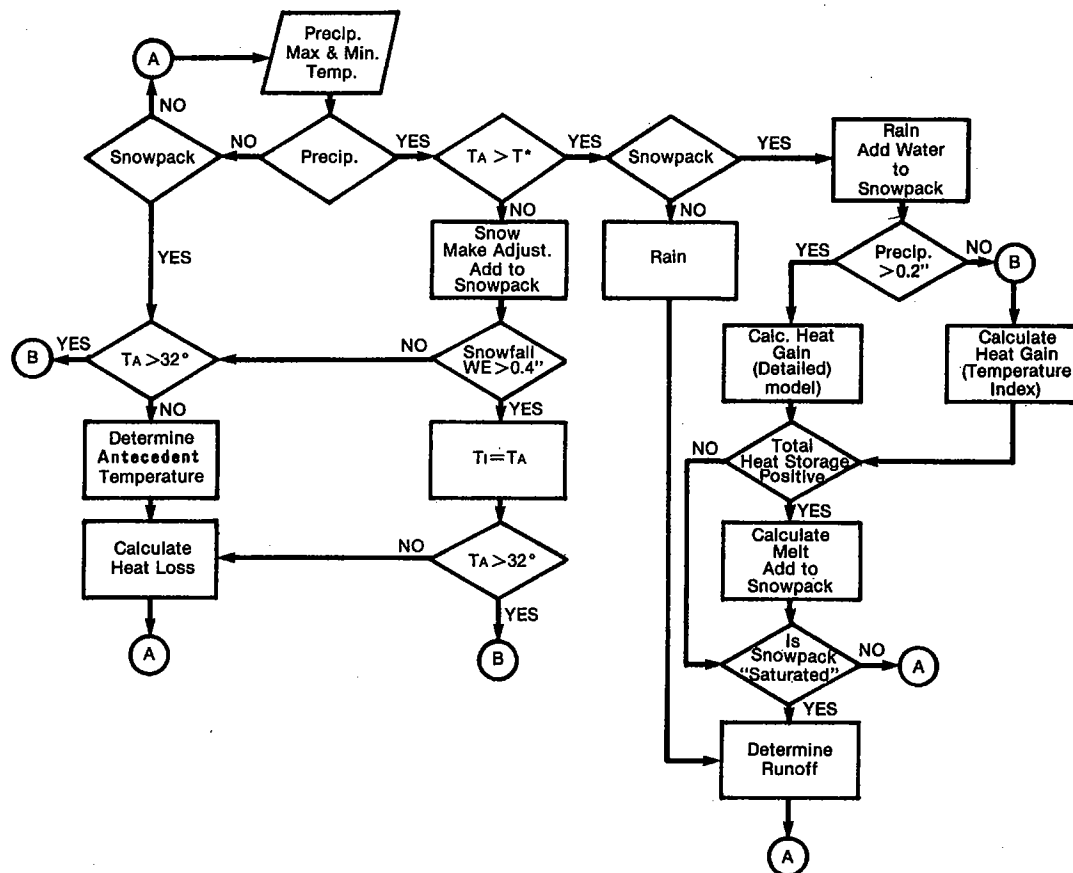 A
Precip.
Max & Min.
Temp.
NO
Snowpack
NO
Precip.
YES
TA > T*
YES
Snowpack
YES
Rain
Add Water
to
Snowpack
YES
NO
Snow
Make Adjust.
Add to
Snowpack
NO
Rain
YES
Precip.
>0.2"
NO
B
B
YES
TA>32°
NO
Snowfall
WE>0.4"
Calc. Heat
Gain
(Detailed)
model)
Calculate
Heat Gain
(Temperature
Index)
NO
YES
Determine
Antecedent
Temperature
TI=TA
NO
Total
Heat Storage
Positive
YES
Calculate
Heat Loss
NO
TA>32°
Calculate
Melt
Add to
Snowpack
YES
A
B
Is
Snowpack
"Saturated"
NO
A
YES
Determine
Runoff
A